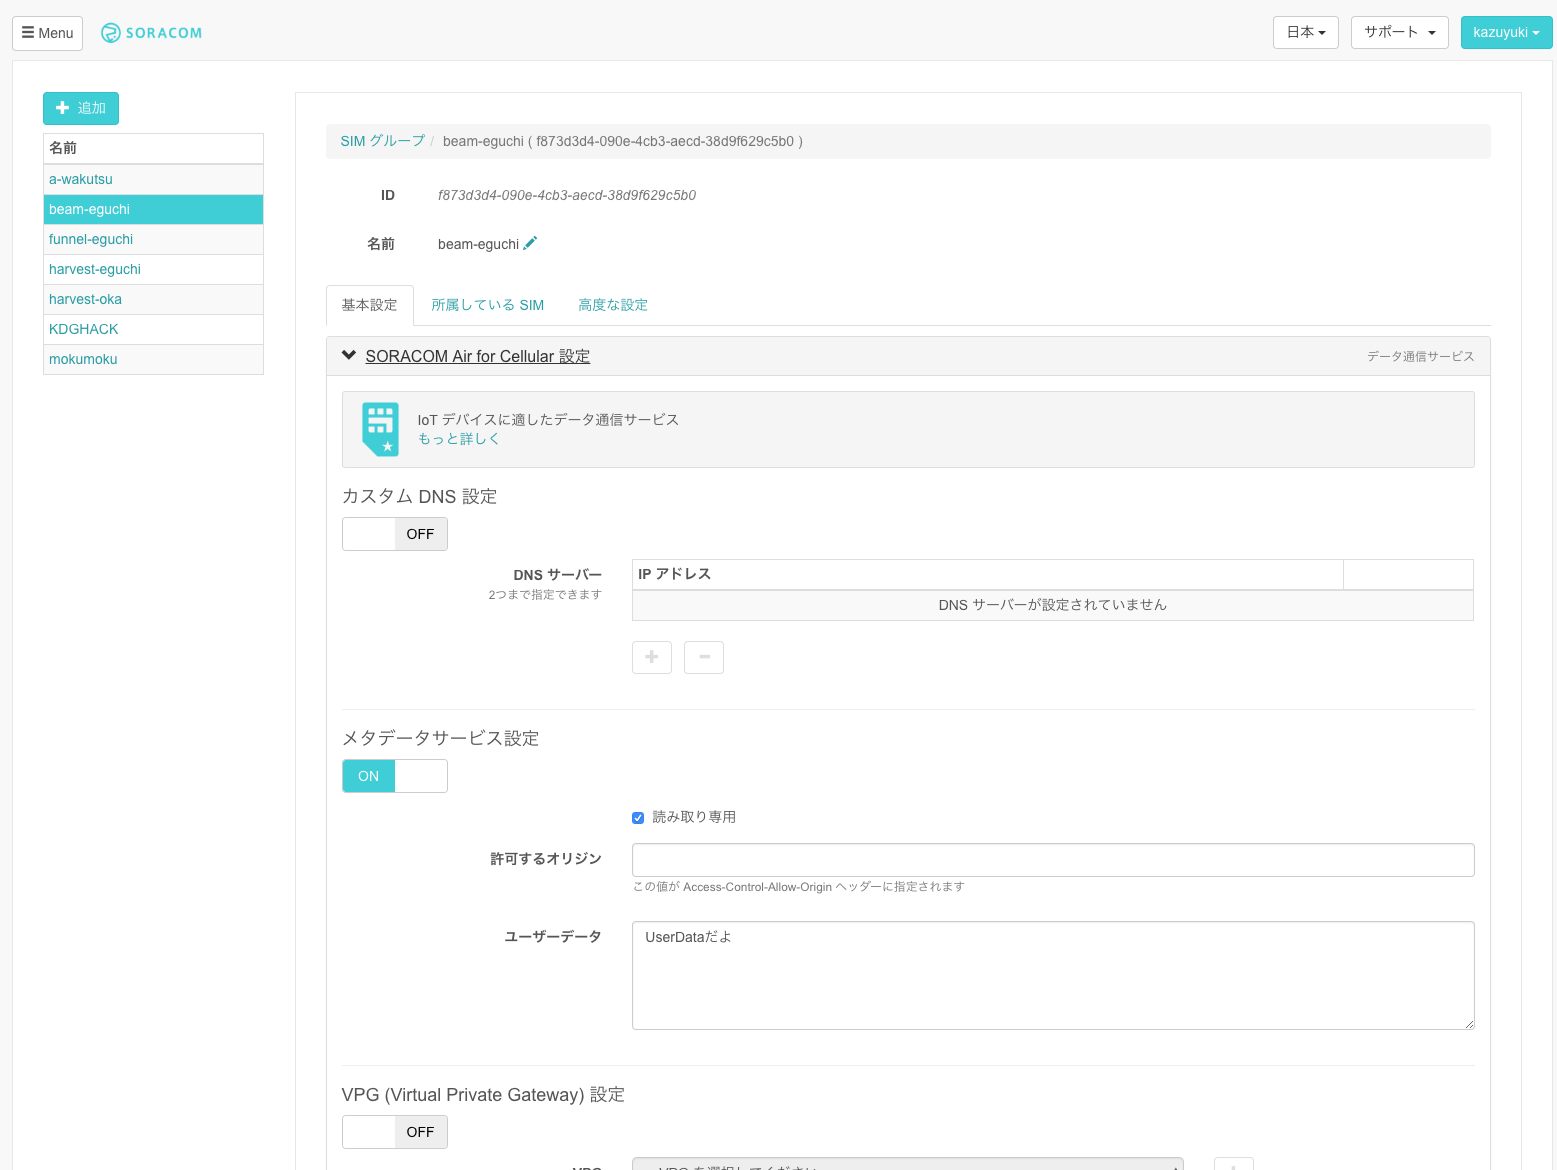 Menu
SORACOM
日本
サポート
kazuyuki
追加
名前
a-wakutsu
beam-eguchi
funnel-eguchi
harvest-eguchi
harvest-oka
KDGHACK
mokumoku
SIM グループ / beam-eguchi ( f873d3d4-090e-4cb3-aecd-38d9f629c5b0 )
ID f873d3d4-090e-4cb3-aecd-38d9f629c5b0
名前 beam-eguchi
基本設定 所属している SIM 高度な設定
SORACOM Air for Cellular 設定 データ通信サービス
IoT デバイスに適したデータ通信サービス
もっと詳しく
カスタム DNS 設定
OFF
DNS サーバー
2つまで指定できます
IP アドレス
DNS サーバーが設定されていません
メタデータサービス設定
ON
読み取り専用
許可するオリジン
この値が Access-Control-Allow-Origin ヘッダーに指定されます
ユーザーデータ
UserDataだよ
VPG (Virtual Private Gateway) 設定
OFF
VPG VPG を選択してください